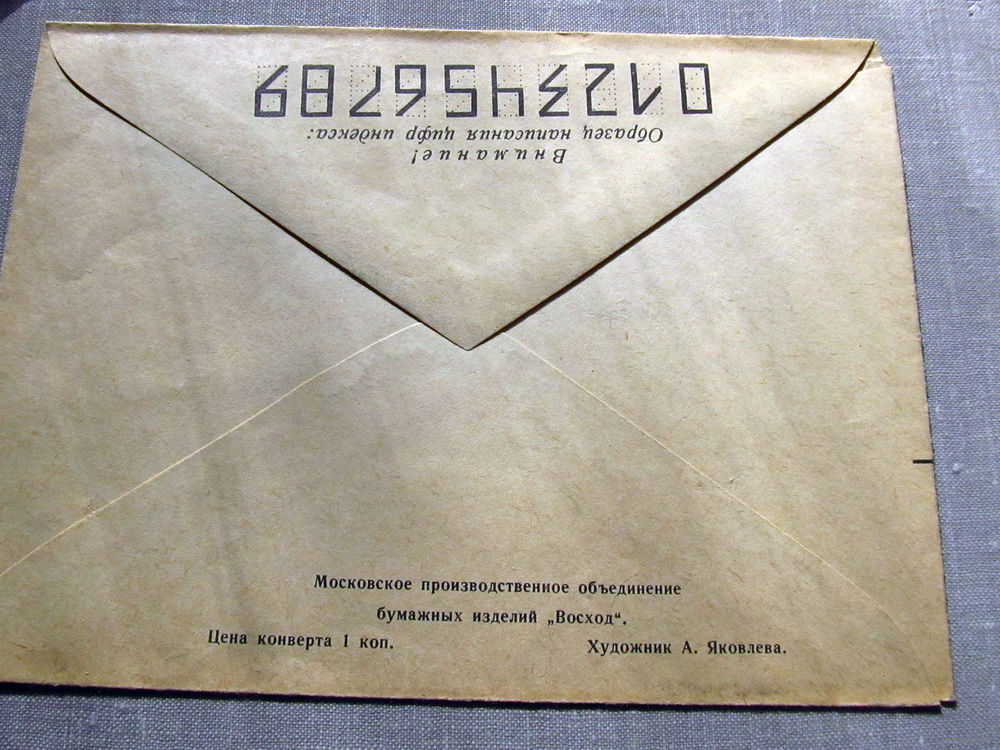 Внимание!
Образец написания цифр индекса:
0123456789
Московское производственное объединение
бумажных изделий „Восход“.
Цена конверта 1 коп.
Художник А. Яковлева.